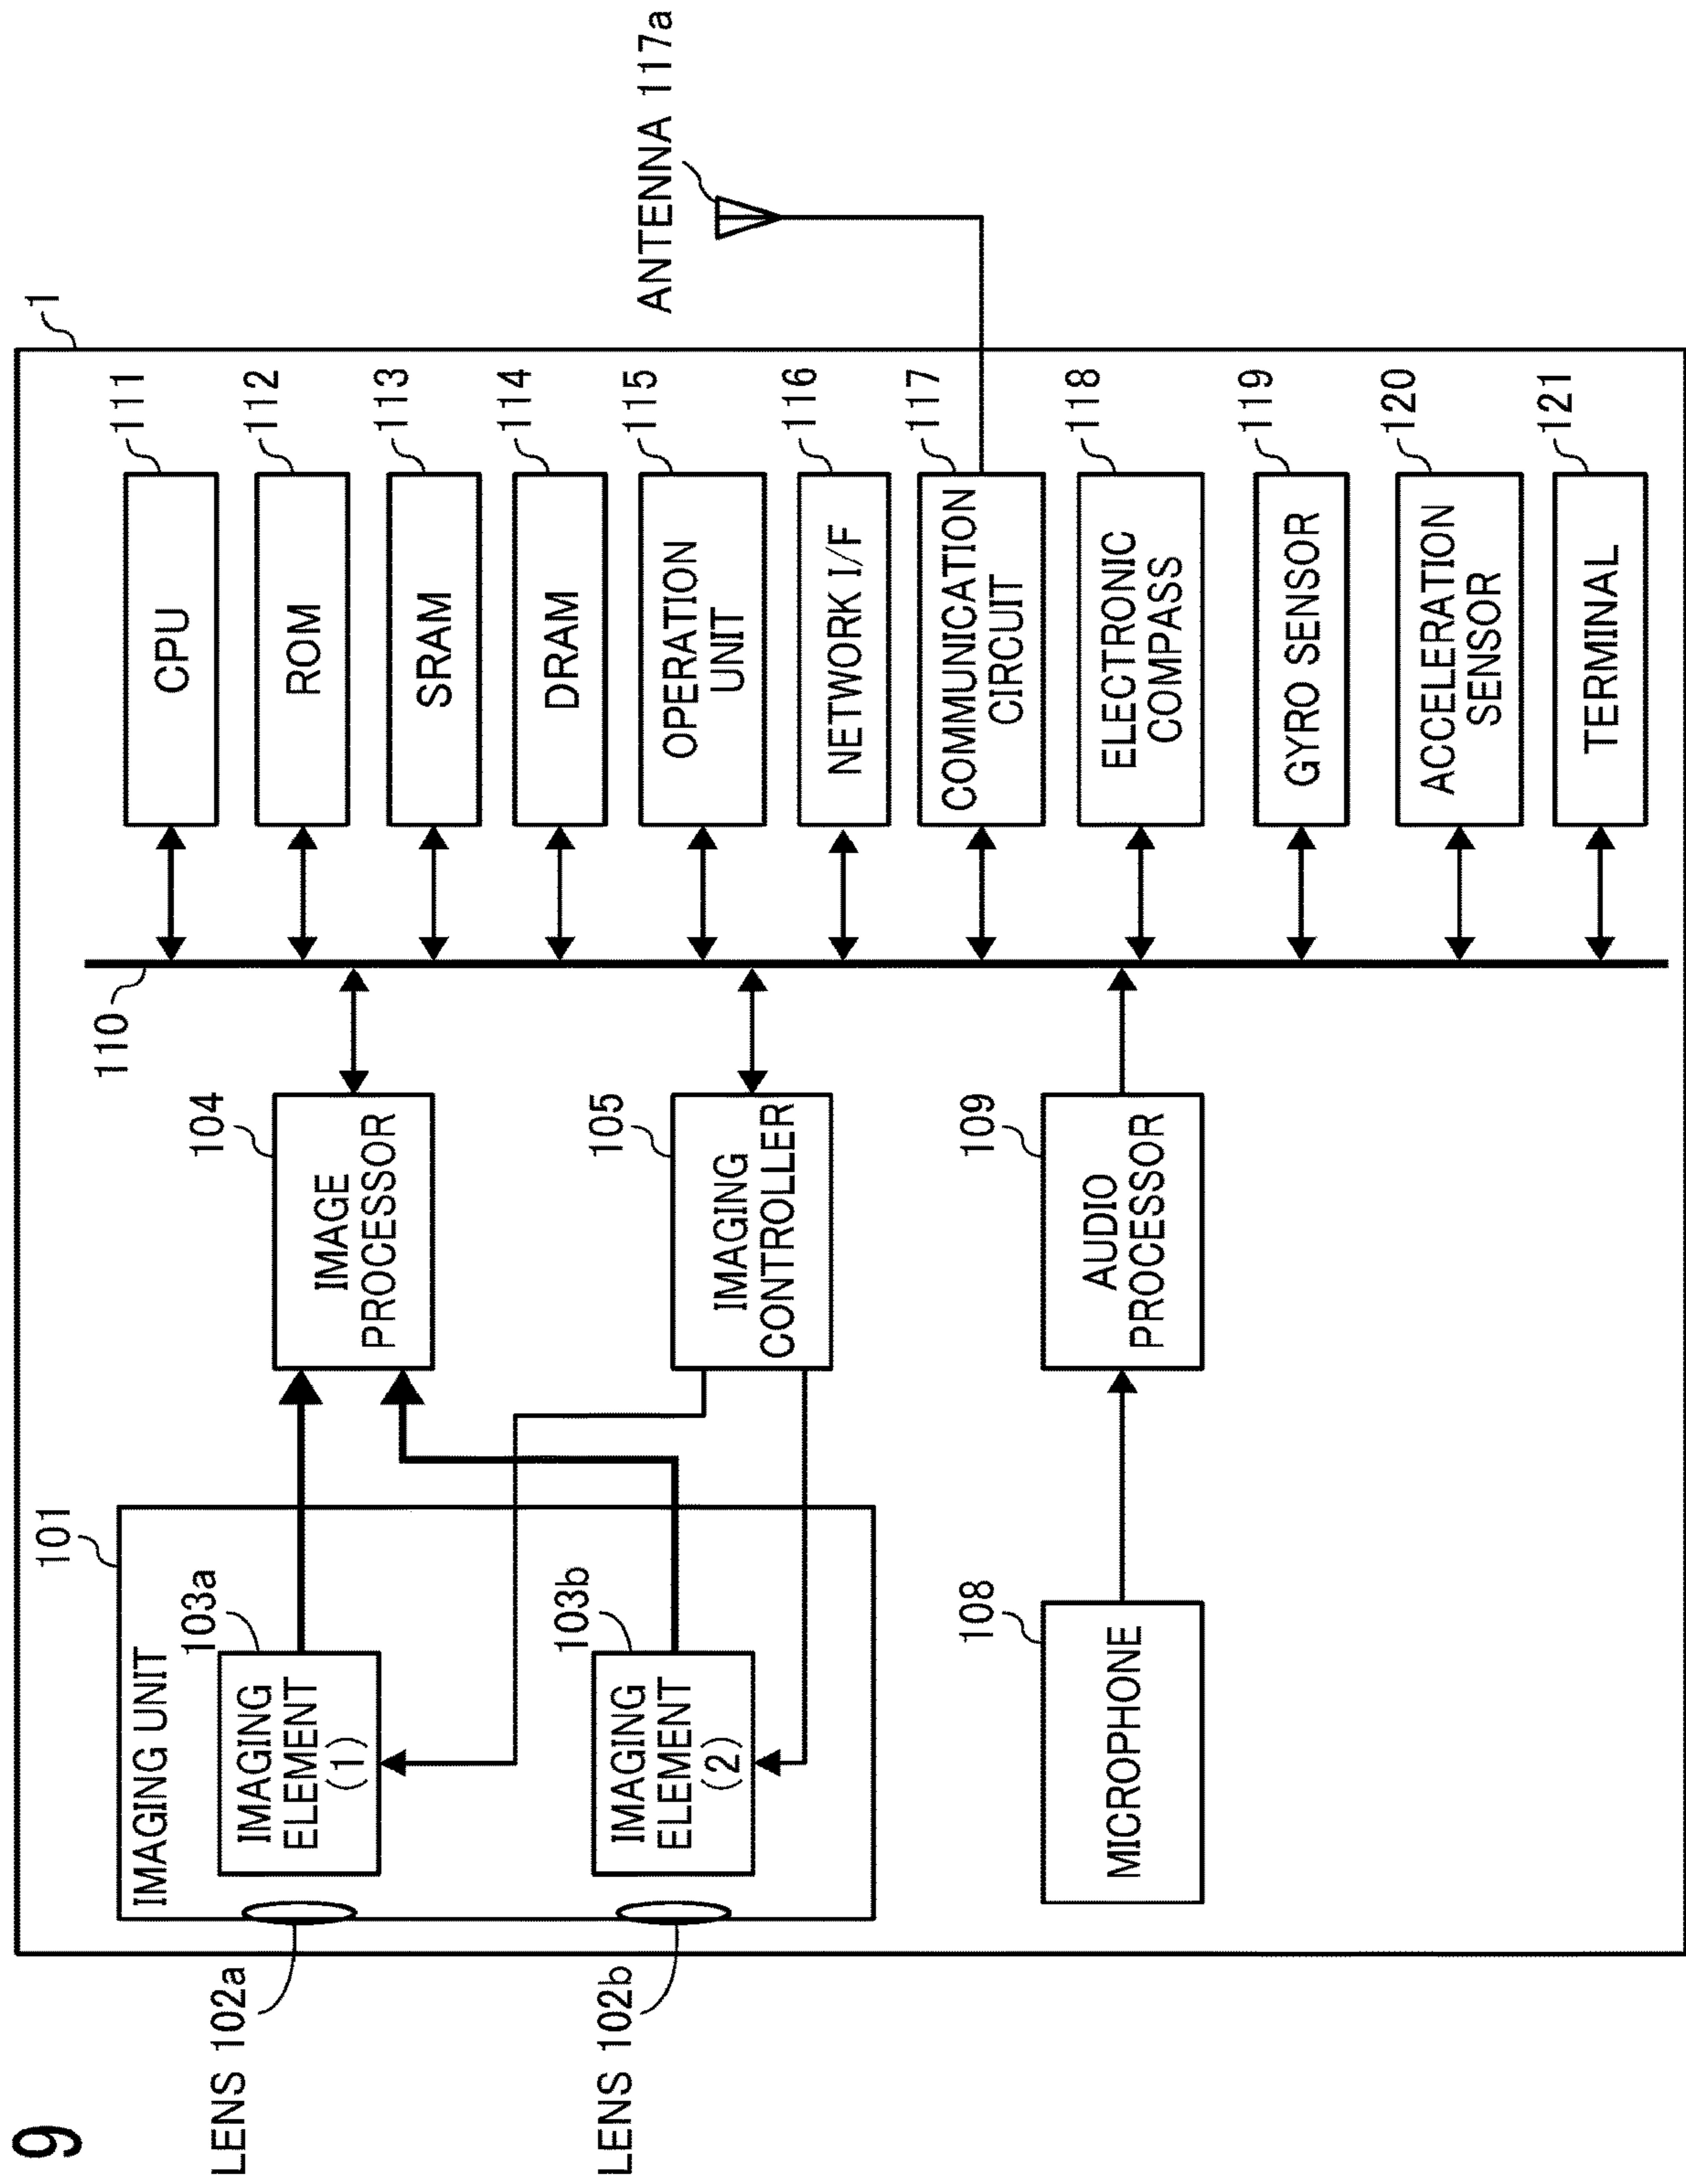 9
1
LENS 102a
LENS 102b
101
IMAGING UNIT
103a
IMAGING
ELEMENT
(1)
103b
IMAGING
ELEMENT
(2)
104
IMAGE
PROCESSOR
105
IMAGING
CONTROLLER
108
MICROPHONE
109
AUDIO
PROCESSOR
110
CPU
111
ROM
112
SRAM
113
DRAM
114
OPERATION
UNIT
115
NETWORK I/F
116
COMMUNICATION
CIRCUIT
117
ANTENNA 117a
ELECTRONIC
COMPASS
118
GYRO SENSOR
119
ACCELERATION
SENSOR
120
TERMINAL
121